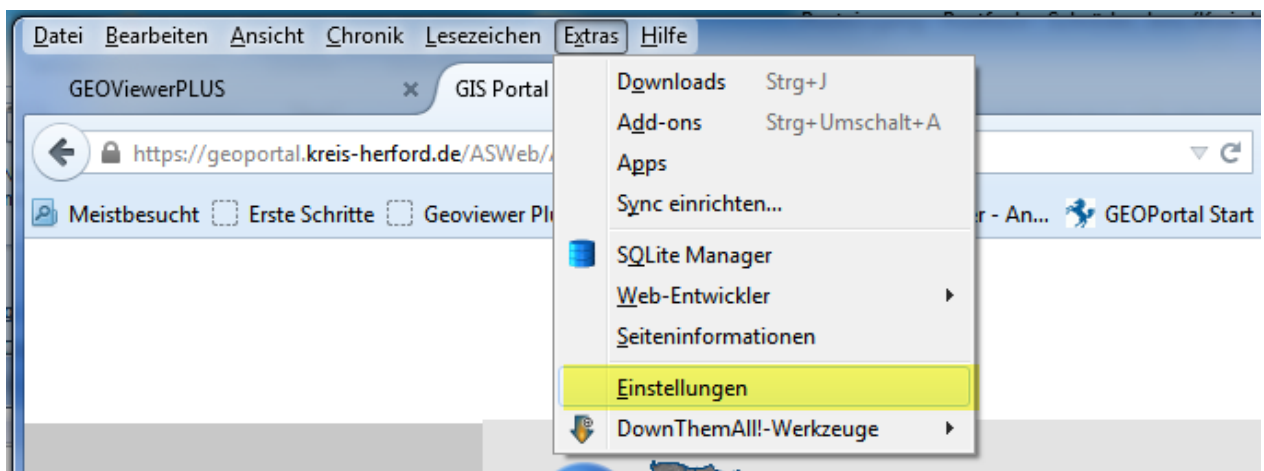 Datei Bearbeiten Ansicht Chronik Lesezeichen Extras Hilfe
GEOViewerPLUS
GIS Portal
https://geoportal.kreis-herford.de/ASWeb/
Meistbesucht Erste Schritte Geoviewer r - An... GEOPortal Start
Downloads Strg+J
Add-ons Strg+Umschalt+A
Apps
Sync einrichten...
SQLite Manager
Web-Entwickler
Seiteninformationen
Einstellungen
DownThemAll!-Werkzeuge